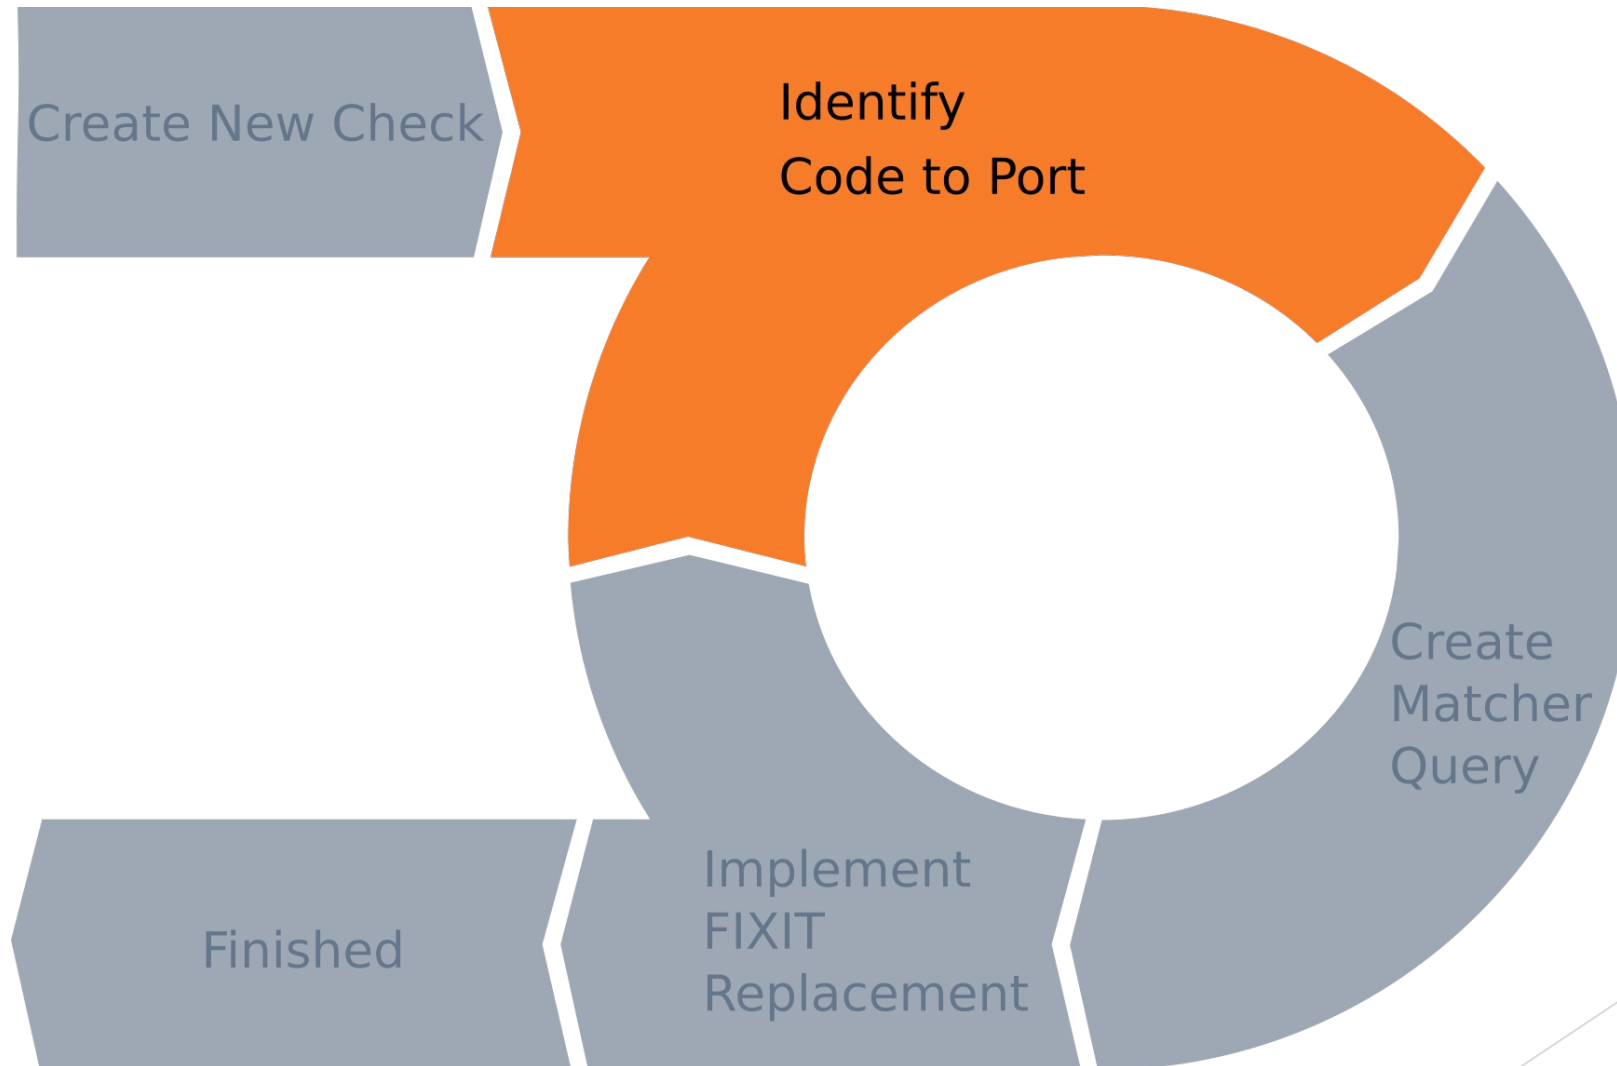 Create New Check
Identify
Code to Port
Create
Matcher
Query
Implement
FIXIT
Replacement
Finished